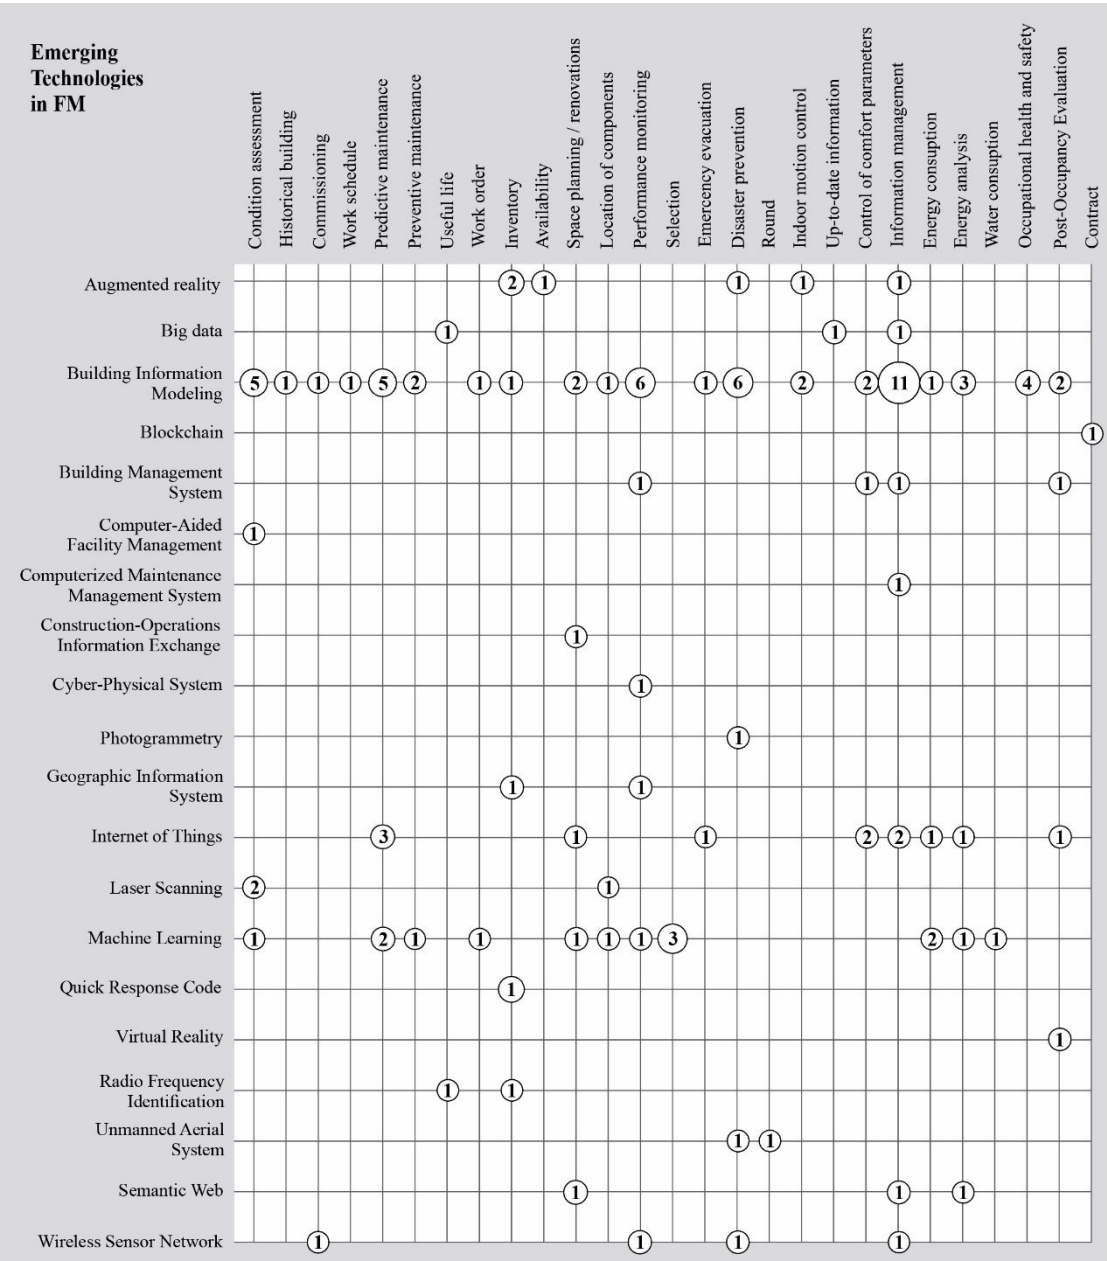 Emerging
Technologies
in FM
Condition assessment
Historical building
Commissioning
Work schedule
Predictive maintenance
Preventive maintenance
Useful life
Work order
Inventory
Availability
Space planning / renovations
Location of components
Performance monitoring
Selection
Emercency evacuation
Disaster prevention
Round
Indoor motion control
Up-to-date information
Control of comfort parameters
Information management
Energy consuption
Energy analysis
Water consuption
Occupational health and safety
Post-Occupancy Evaluation
Contract
Augmented reality
2 1 1 1 1
Big data
1 1 1
Building Information
Modeling
5 1 1 1 5 2 1 1 2 1 6 1 6 2 2 11 1 3 4 2
Blockchain
1
Building Management
System
1 1 1 1
Computer-Aided
Facility Management
1
Computerized Maintenance
Management System
1
Construction-Operations
Information Exchange
1
Cyber-Physical System
1
Photogrammetry
1
Geographic Information
System
1 1
Internet of Things
3 1 1 2 2 1 1 1
Laser Scanning
2 1
Machine Learning
1 2 1 1 1 1 1 3 2 1 1
Quick Response Code
1
Virtual Reality
1
Radio Frequency
Identification
1 1
Unmanned Aerial
System
1 1
Semantic Web
1 1 1
Wireless Sensor Network
1 1 1 1